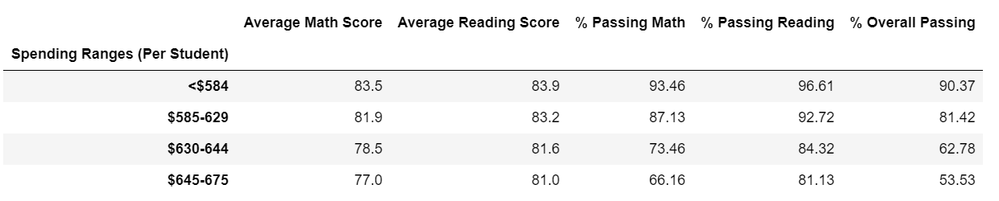 Average Math Score Average Reading Score % Passing Math % Passing Reading % Overall Passing
Spending Ranges (Per Student)
<$584 83.5 83.9 93.46 96.61 90.37
$585-629 81.9 83.2 87.13 92.72 81.42
$630-644 78.5 81.6 73.46 84.32 62.78
$645-675 77.0 81.0 66.16 81.13 53.53